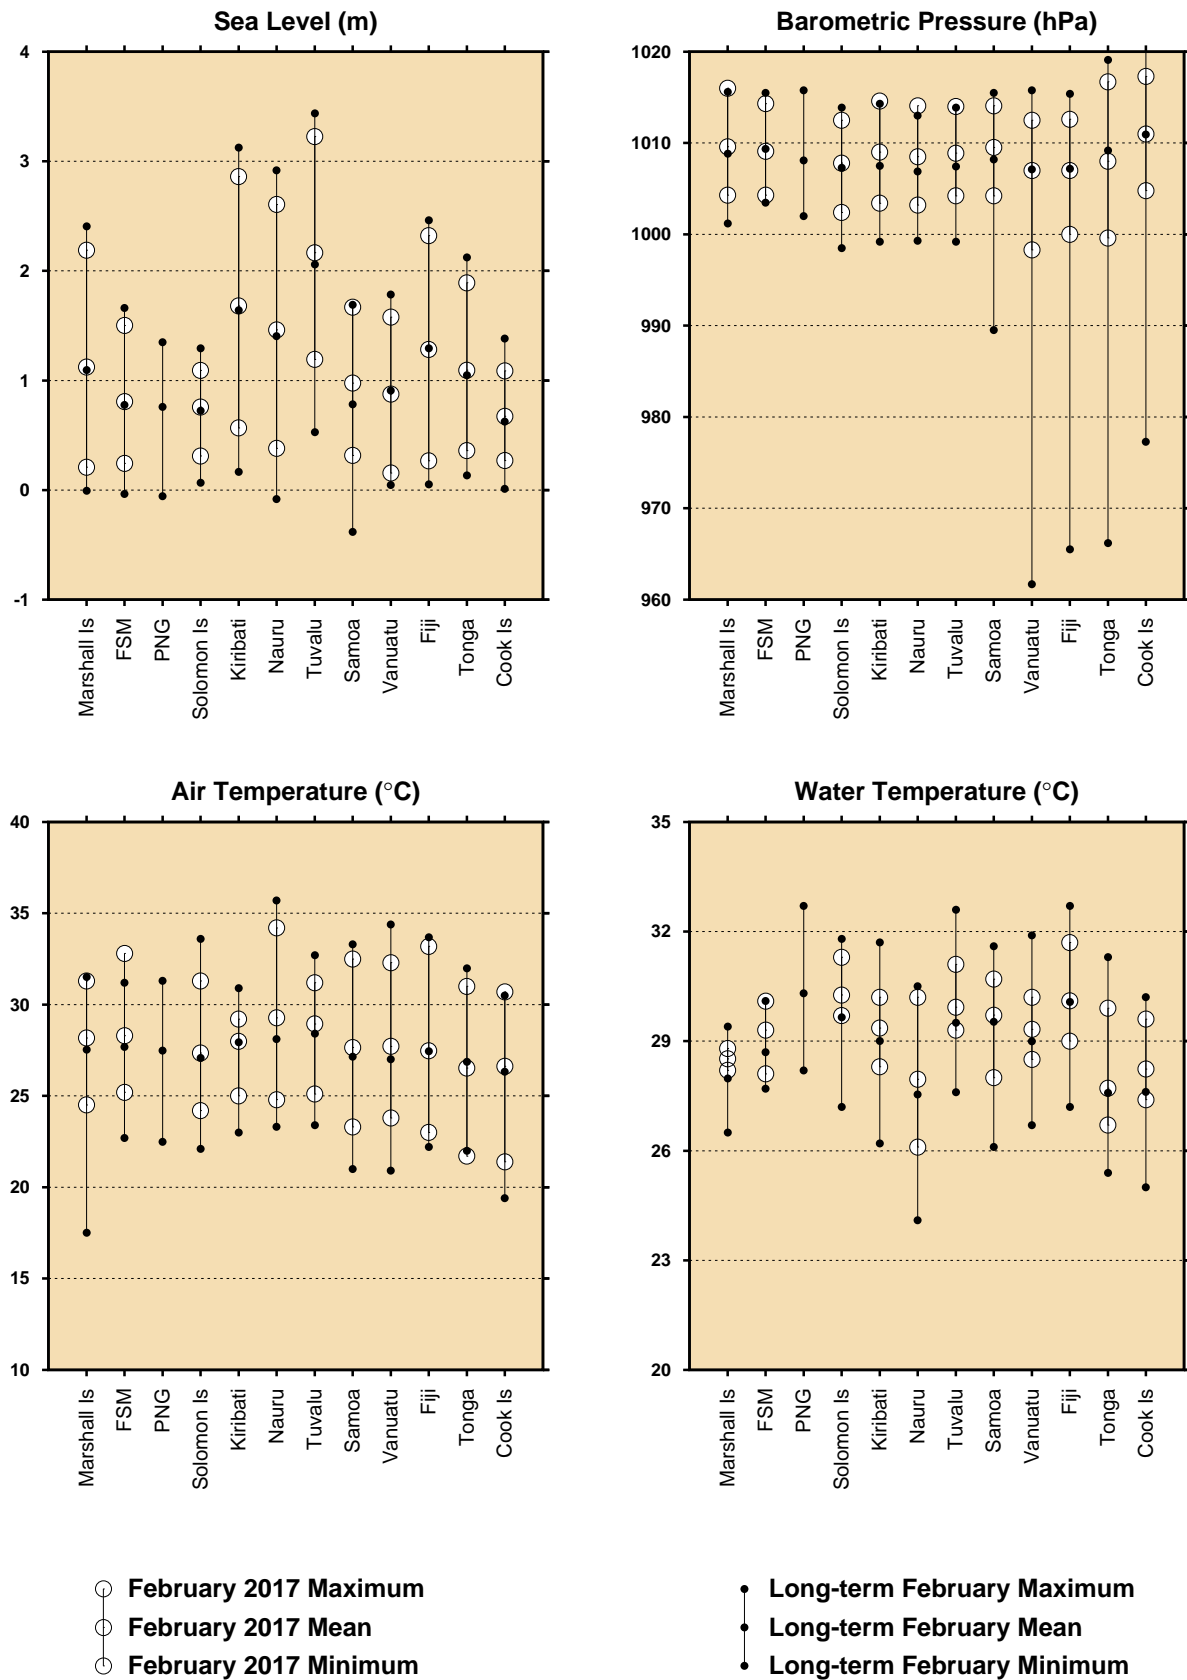 Sea Level (m)
4
3
2
1
0
-1
Marshall Is
FSM
PNG
Solomon Is
Kiribati
Nauru
Tuvalu
Samoa
Vanuatu
Fiji
Tonga
Cook Is
Barometric Pressure (hPa)
1020
1010
1000
990
980
970
960
Marshall Is
FSM
PNG
Solomon Is
Kiribati
Nauru
Tuvalu
Samoa
Vanuatu
Fiji
Tonga
Cook Is
Air Temperature (°C)
40
35
30
25
20
15
10
Marshall Is
FSM
PNG
Solomon Is
Kiribati
Nauru
Tuvalu
Samoa
Vanuatu
Fiji
Tonga
Cook Is
Water Temperature (°C)
35
32
29
26
23
20
Marshall Is
FSM
PNG
Solomon Is
Kiribati
Nauru
Tuvalu
Samoa
Vanuatu
Fiji
Tonga
Cook Is
February 2017 Maximum
February 2017 Mean
February 2017 Minimum
Long-term February Maximum
Long-term February Mean
Long-term February Minimum